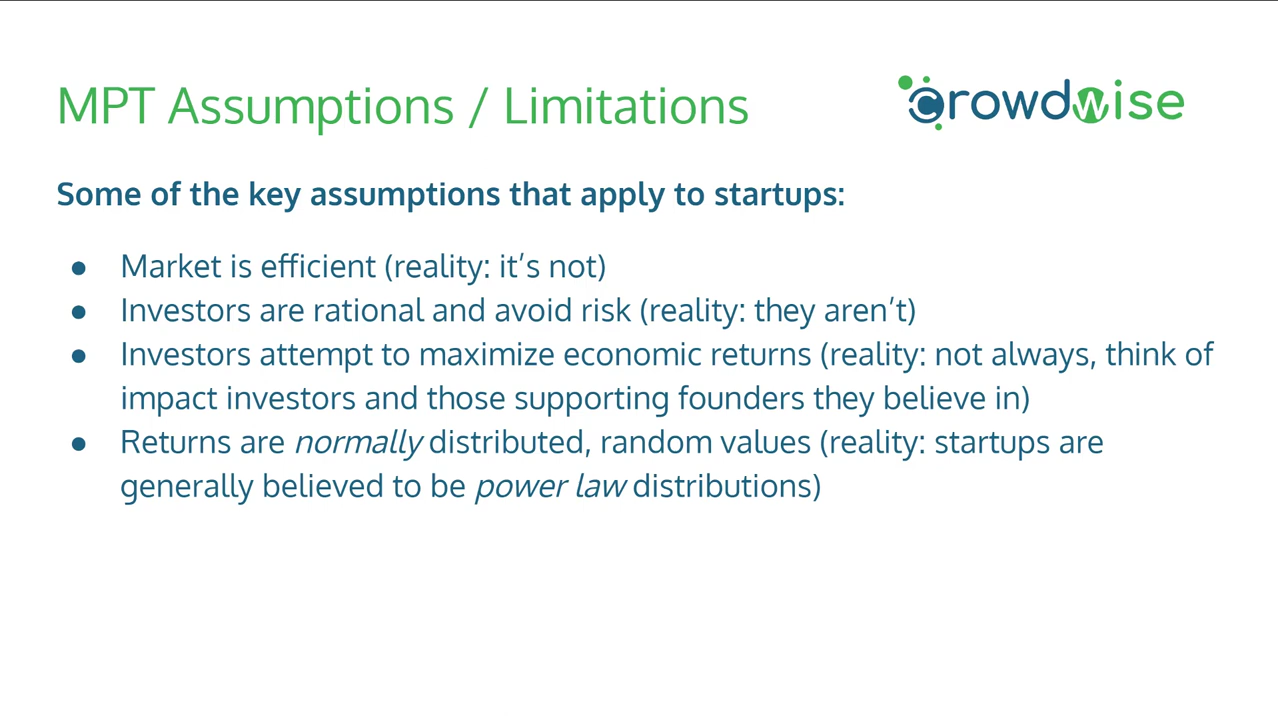 MPT Assumptions / Limitations
crowdwise
Some of the key assumptions that apply to startups:
● Market is efficient (reality: it's not)
● Investors are rational and avoid risk (reality: they aren't)
● Investors attempt to maximize economic returns (reality: not always, think of
impact investors and those supporting founders they believe in)
● Returns are normally distributed, random values (reality: startups are
generally believed to be power law distributions)